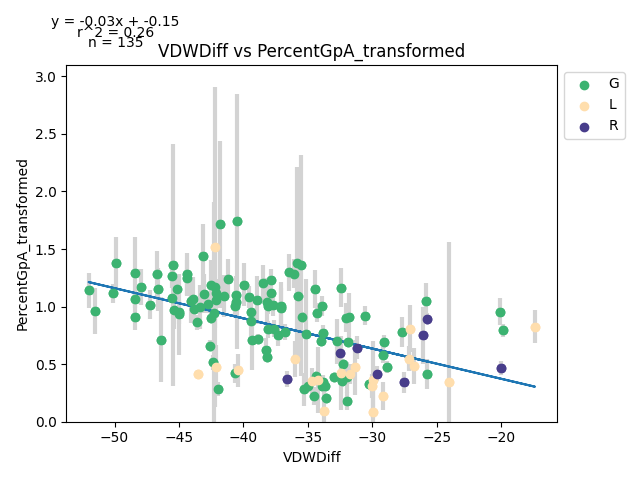 y = -0.03x + -0.15
r^2 = 0.26
n = 135
VDWDiff vs PercentGpA_transformed
G
L
R
3.0
2.5
2.0
1.5
1.0
0.5
0.0
PercentGpA_transformed
−50 −45 −40 −35 −30 −25 −20
VDWDiff